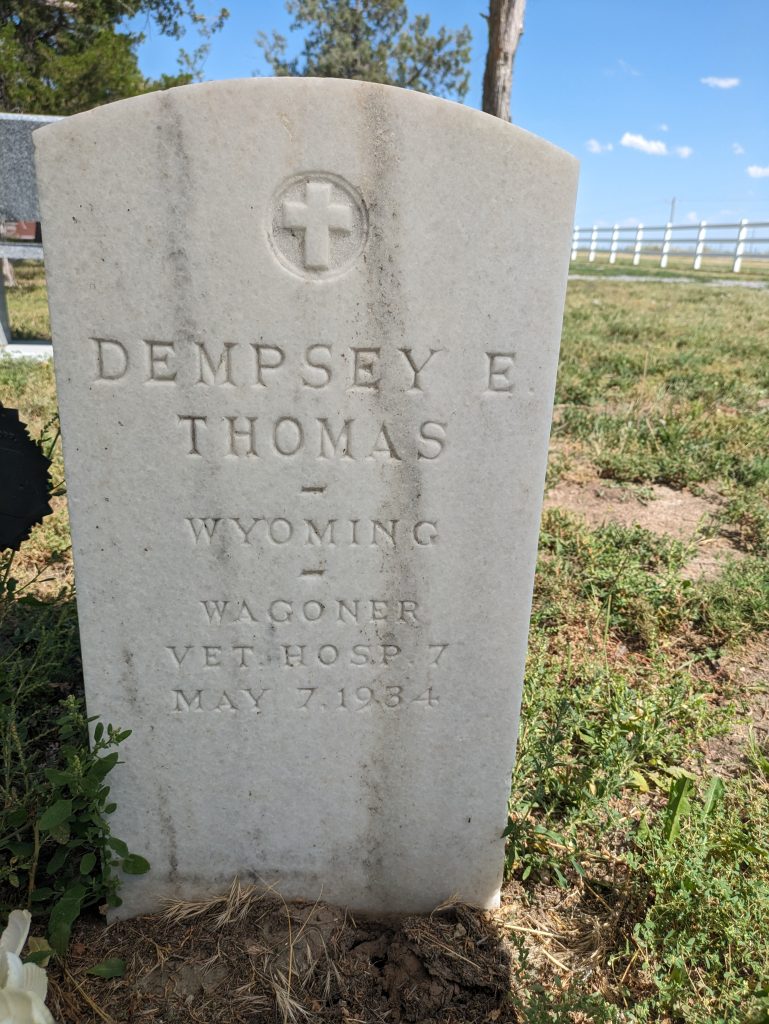 DEMPSEY E.
THOMAS
-
WYOMING
-
WAGONER
VET. HOSP. 7
MAY 7, 1934